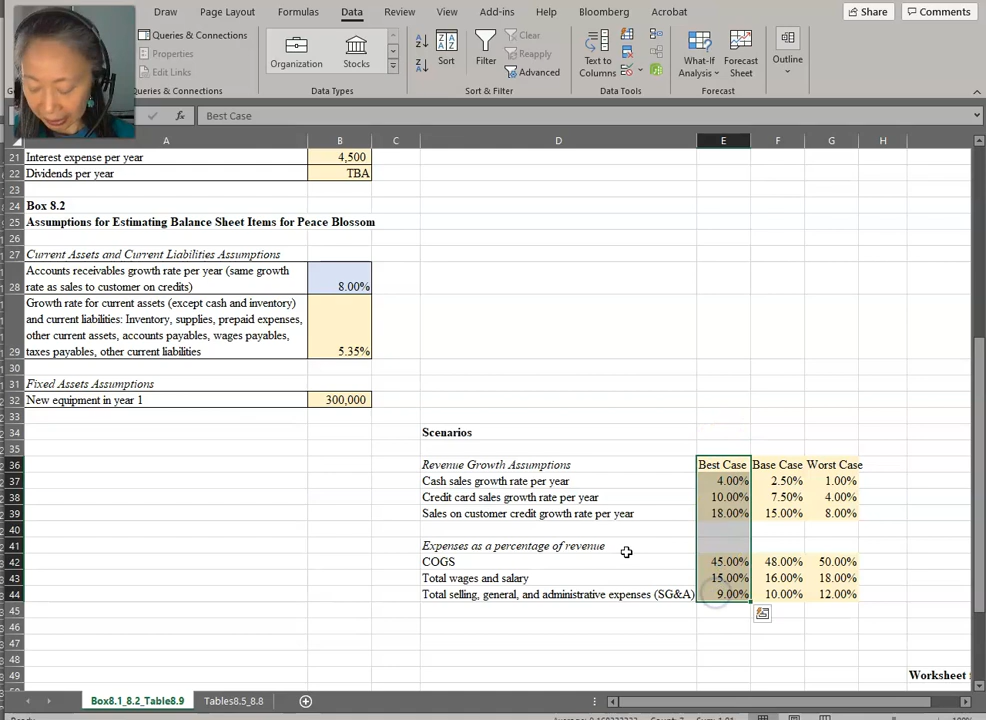 Draw Page Layout Formulas Data Review View Add-ins Help Bloomberg Acrobat Share Comments
Queries & Connections
Properties
Edit Links
Queries & Connections
Organization Stocks
Data Types
Sort Filter
Clear
Reapply
Advanced
Sort & Filter
Text to
Columns
Data Tools
What-If
Analysis
Forecast
Sheet
Forecast
Outline
fx Best Case
A B C D E F G H
21 Interest expense per year 4,500
22 Dividends per year TBA
23
24 Box 8.2
25 Assumptions for Estimating Balance Sheet Items for Peace Blossom
26
27 Current Assets and Current Liabilities Assumptions
Accounts receivables growth rate per year (same growth
28 rate as sales to customer on credits) 8.00%
Growth rate for current assets (except cash and inventory)
and current liabilities: Inventory, supplies, prepaid expenses,
other current assets, accounts payables, wages payables,
29 taxes payables, other current liabilities 5.35%
30
31 Fixed Assets Assumptions
32 New equipment in year 1 300,000
33
34 Scenarios
35
36 Revenue Growth Assumptions Best Case Base Case Worst Case
37 Cash sales growth rate per year 4.00% 2.50% 1.00%
38 Credit card sales growth rate per year 10.00% 7.50% 4.00%
39 Sales on customer credit growth rate per year 18.00% 15.00% 8.00%
40
41 Expenses as a percentage of revenue
42 COGS 45.00% 48.00% 50.00%
43 Total wages and salary 15.00% 16.00% 18.00%
44 Total selling, general, and administrative expenses (SG&A) 9.00% 10.00% 12.00%
45
46
47
48
49 Worksheet
Box8.1_8.2_Table8.9 Tables8.5_8.8